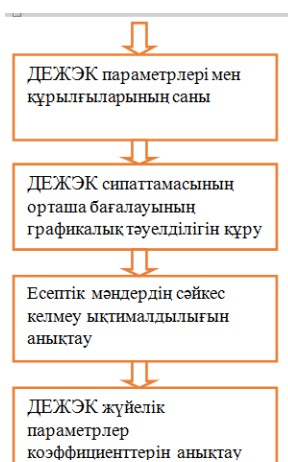 ДЕЖЭК параметрлері мен
құрылғыларының саны
ДЕЖЭК сипаттамасының
орташа бағалауының
графикалық тәуелділігін құру
Есептік мәндердің сәйкес
келмеу ықтималдылығын
анықтау
ДЕЖЭК жүйелік
параметрлер
коэффициенттерін анықтау